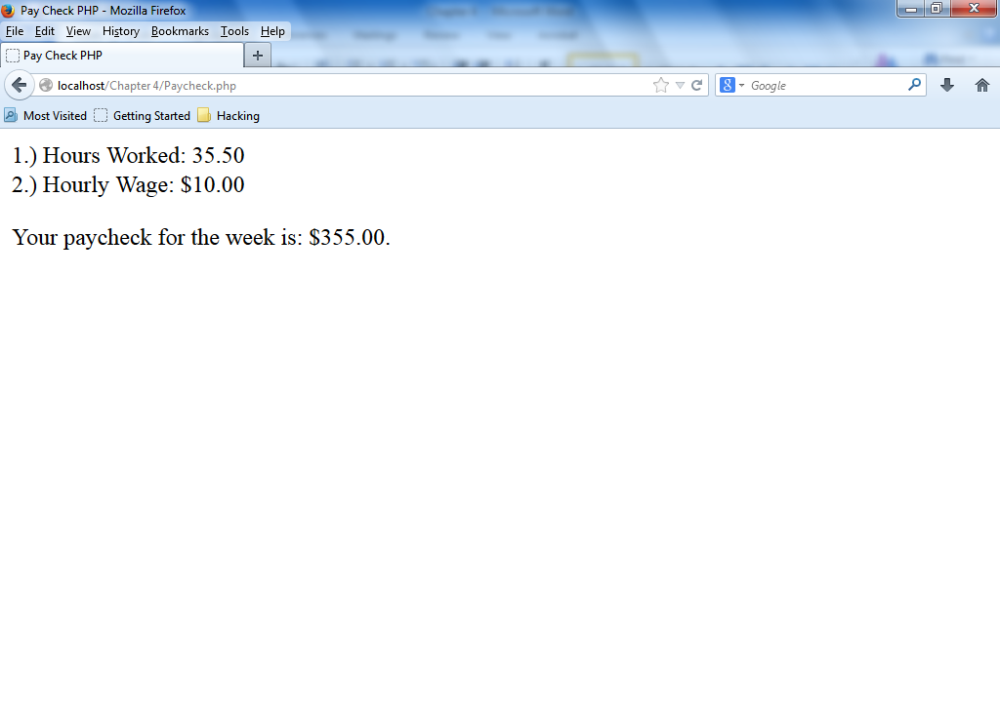 Pay Check PHP - Mozilla Firefox
File Edit View History Bookmarks Tools Help
Pay Check PHP +
localhost/Chapter 4/Paycheck.php
8 Google
Most Visited Getting Started Hacking
1.) Hours Worked: 35.50
2.) Hourly Wage: $10.00
Your paycheck for the week is: $355.00.